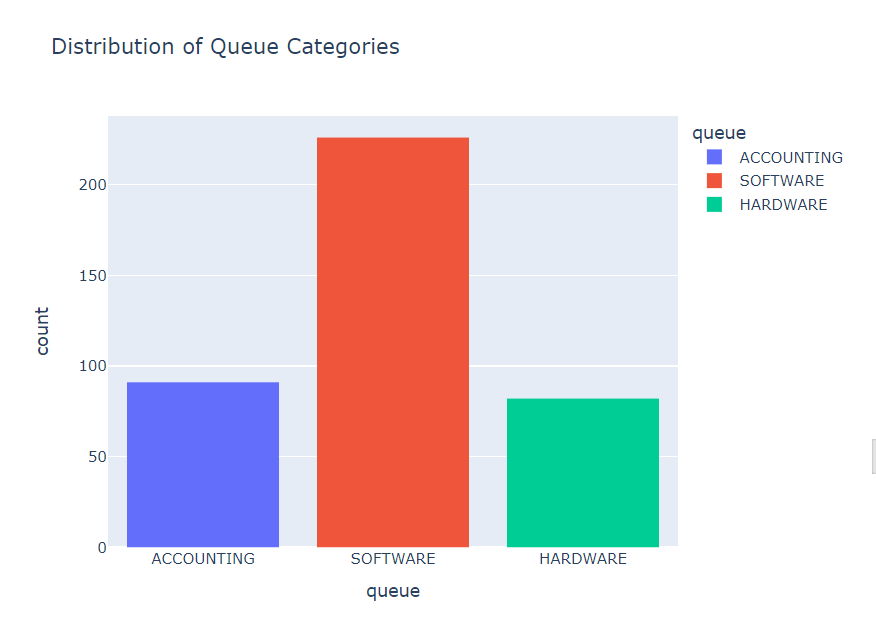 Distribution of Queue Categories
queue
ACCOUNTING
SOFTWARE
HARDWARE
200
150
100
50
0
count
ACCOUNTING
SOFTWARE
HARDWARE
queue